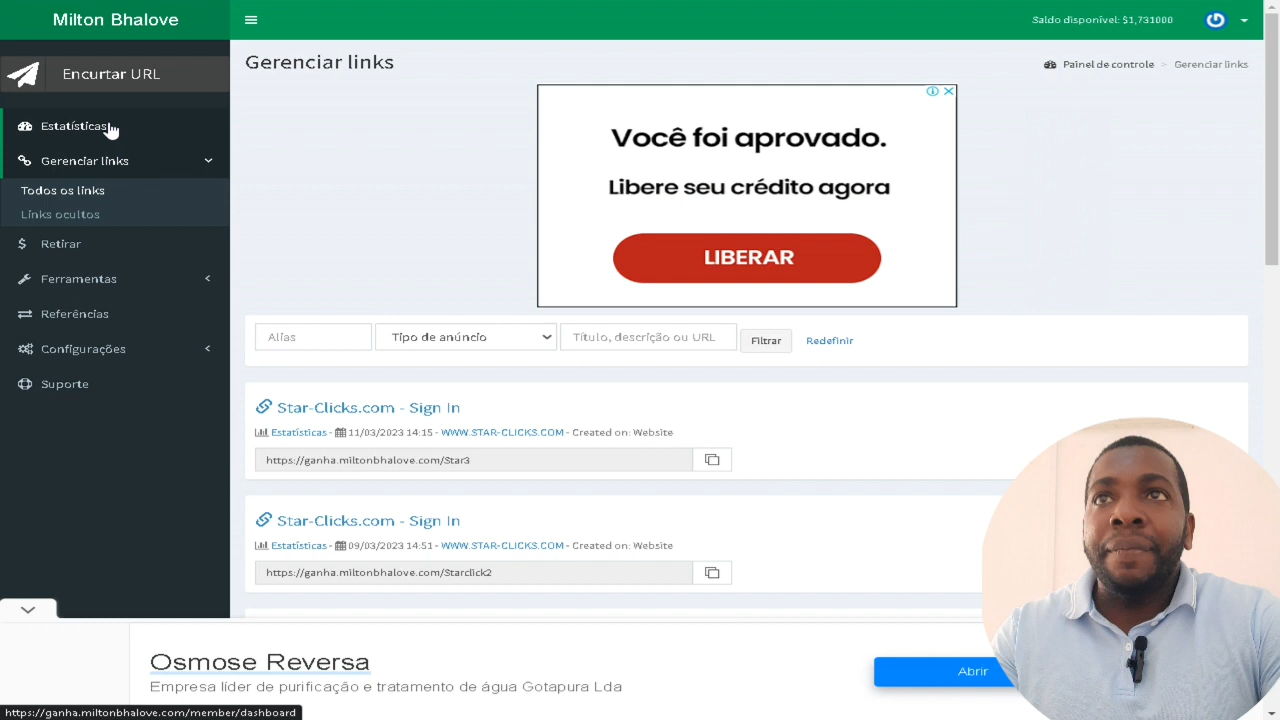 Milton Bhalove
Saldo disponível: $1,731000
Encurtar URL
Estatísticas
Gerenciar links
Todos os links
Links ocultos
Retirar
Ferramentas
Referências
Configurações
Suporte
Gerenciar links
Painel de controle > Gerenciar links
Você foi aprovado.
Libere seu crédito agora
LIBERAR
Alias
Tipo de anúncio
Título, descrição ou URL
Filtrar
Redefinir
Star-Clicks.com - Sign In
Estatísticas - 11/03/2023 14:15 - WWW.STAR-CLICKS.COM - Created on: Website
https://ganha.miltonbhalove.com/Star3
Star-Clicks.com - Sign In
Estatísticas - 09/03/2023 14:51 - WWW.STAR-CLICKS.COM - Created on: Website
https://ganha.miltonbhalove.com/Starclick2
Osmose Reversa
Empresa líder de purificação e tratamento de água Gotapura Lda
Abrir
https://ganha.miltonbhalove.com/member/dashboard